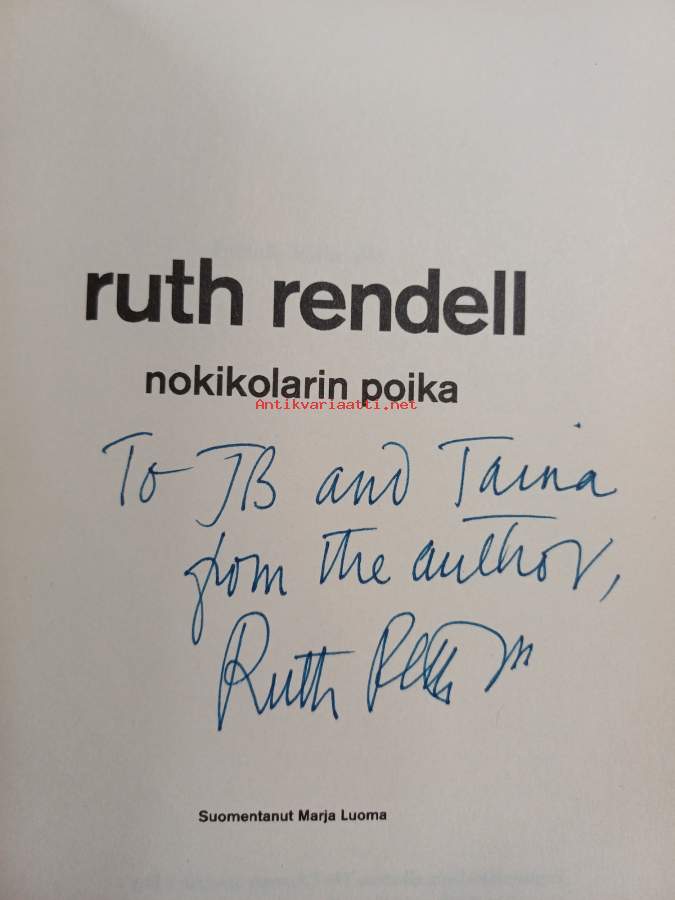 ruth rendell
nokikolarin poika
Antikvariaatti.net
To JB and Taina
from the author,
Ruth Rendell
Suomentanut Marja Luoma